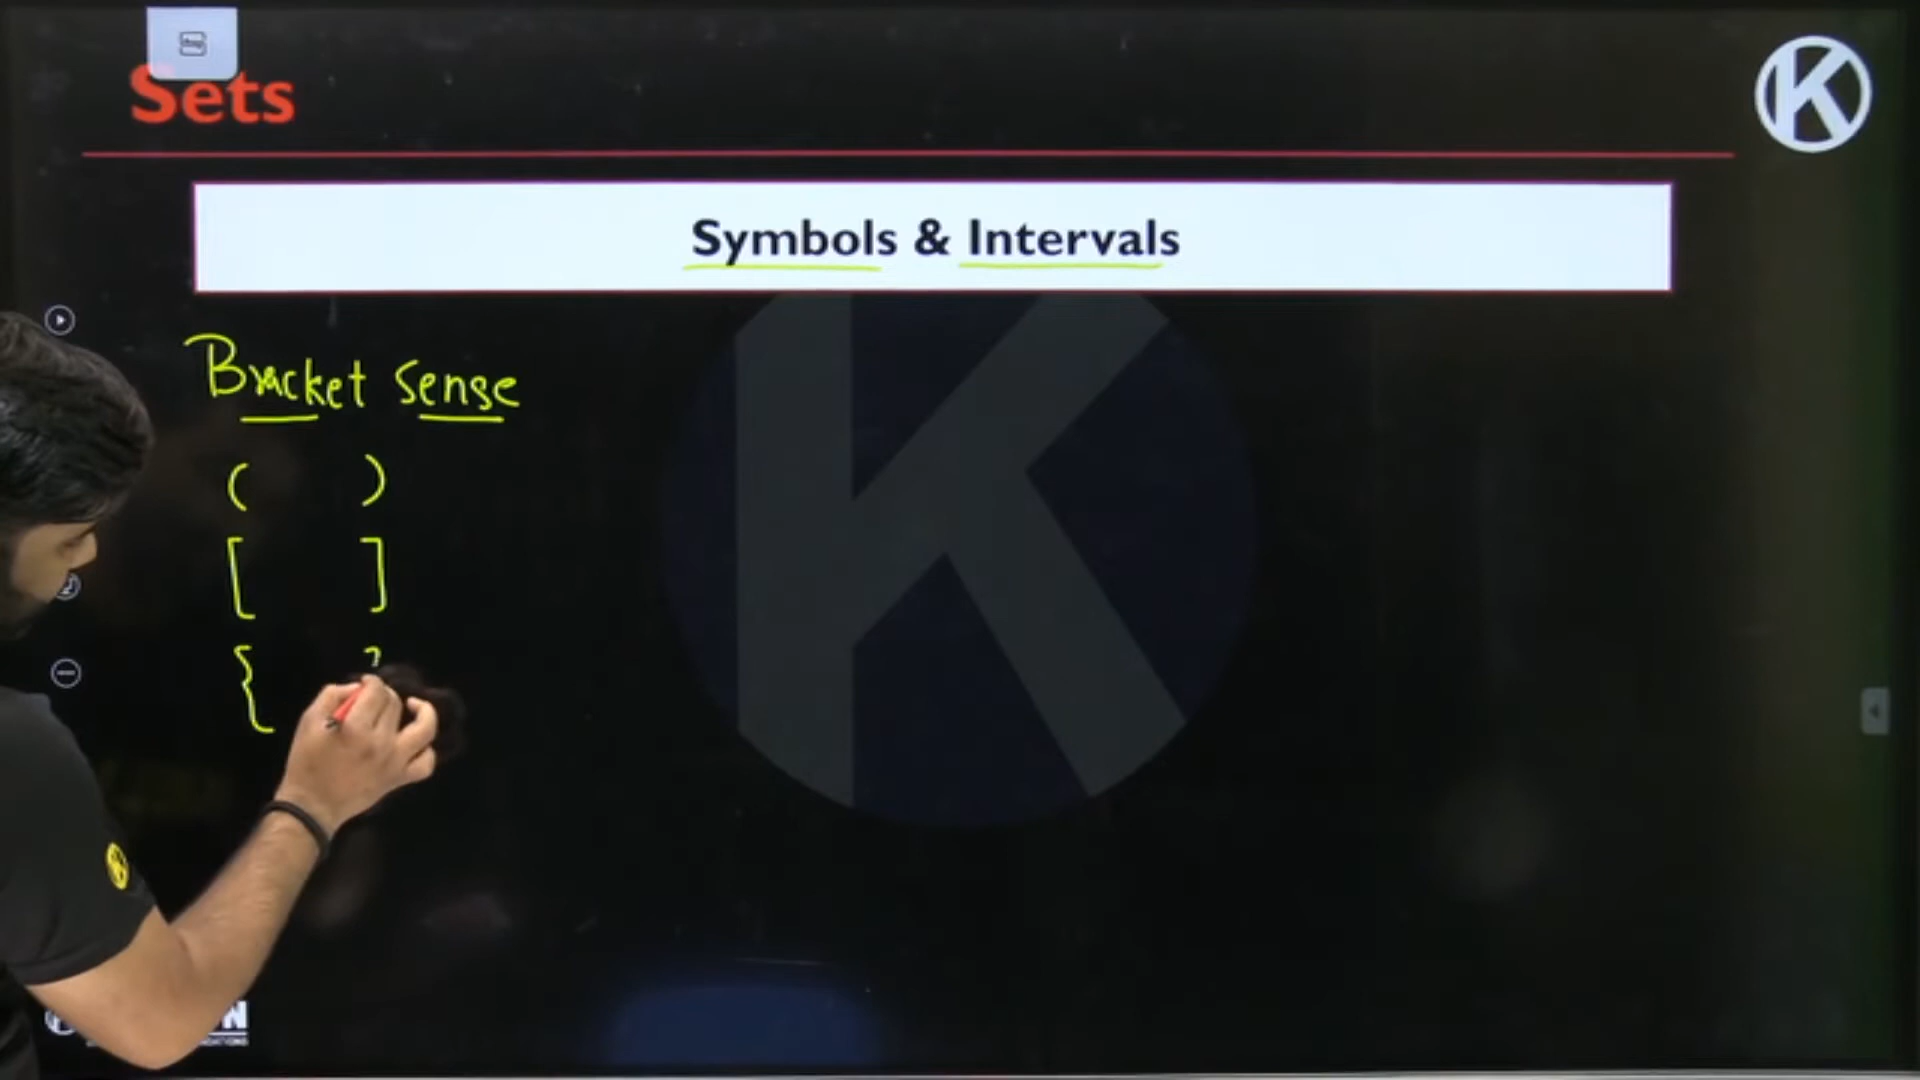 Sets
Symbols & Intervals
Bracket Sense
( )
[ ]
{